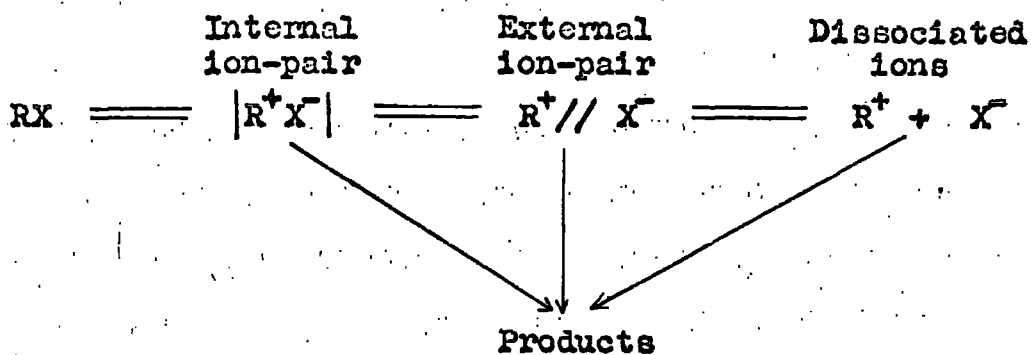 Internal ion-pair External ion-pair Dissociated ions
RX ⇌ |R⁺X⁻| ⇌ R⁺// X⁻ ⇌ R⁺ + X⁻
Products